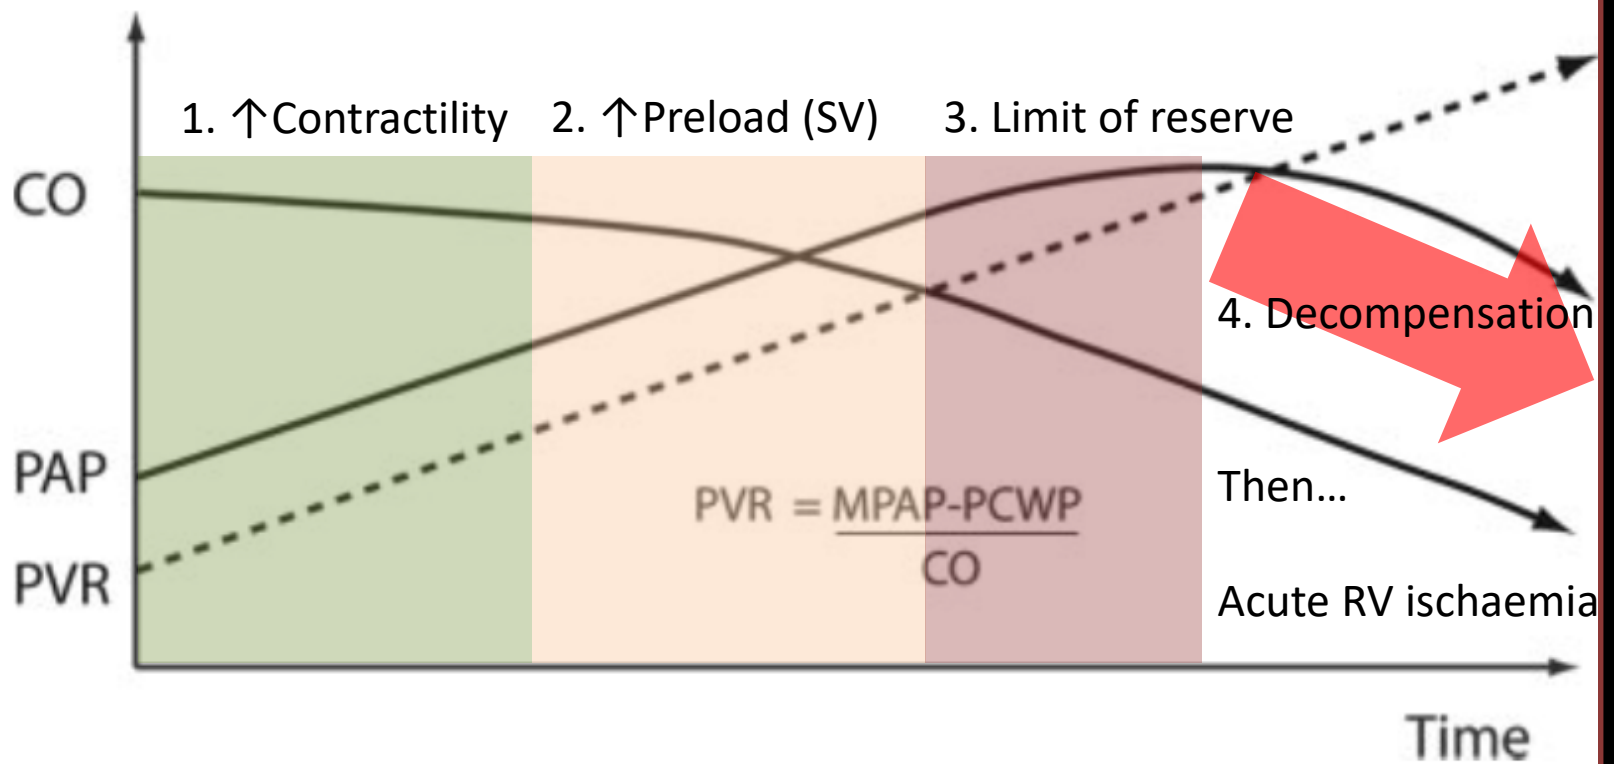 1. ↑Contractility
2. ↑Preload (SV)
3. Limit of reserve
CO
4. Decompensation
PAP
PVR = MPAP-PCWP
CO
Then...
PVR
Acute RV ischaemia
Time